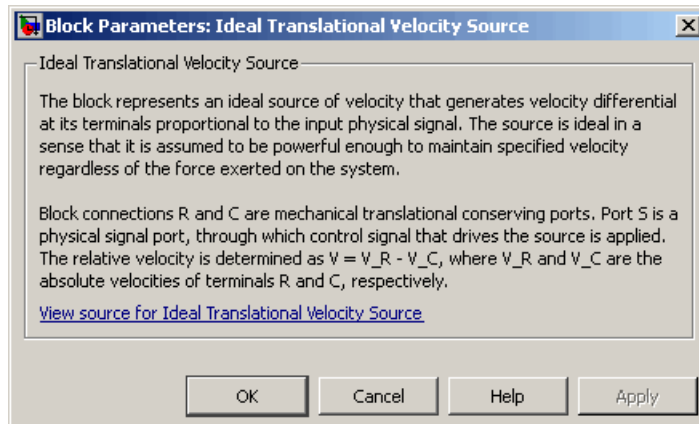 Block Parameters: Ideal Translational Velocity Source
Ideal Translational Velocity Source
The block represents an ideal source of velocity that generates velocity differential
at its terminals proportional to the input physical signal. The source is ideal in a
sense that it is assumed to be powerful enough to maintain specified velocity
regardless of the force exerted on the system.
Block connections R and C are mechanical translational conserving ports. Port S is a
physical signal port, through which control signal that drives the source is applied.
The relative velocity is determined as V = V_R - V_C, where V_R and V_C are the
absolute velocities of terminals R and C, respectively.
View source for Ideal Translational Velocity Source
OK Cancel Help Apply